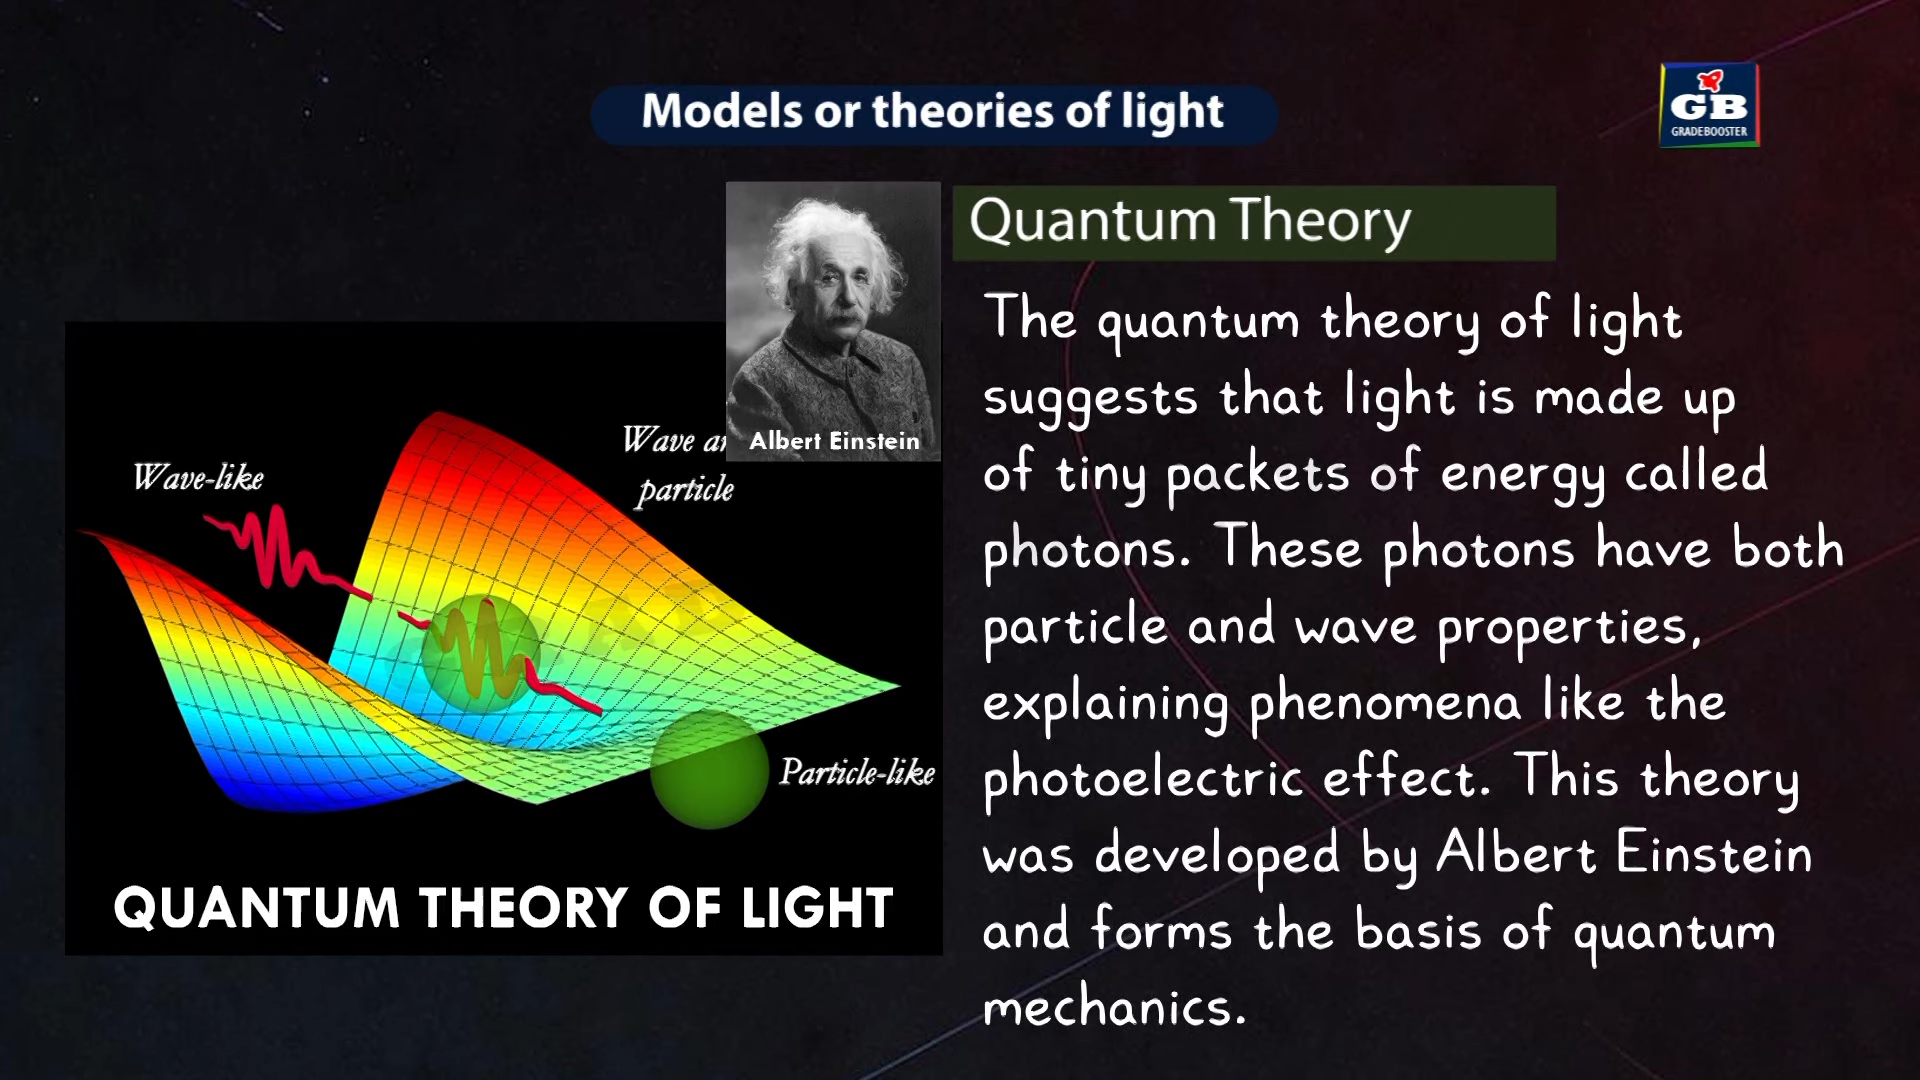 Models or theories of light
GB
GRADEBOOSTER
Quantum Theory
The quantum theory of light
suggests that light is made up
of tiny packets of energy called
photons. These photons have both
particle and wave properties,
explaining phenomena like the
photoelectric effect. This theory
was developed by Albert Einstein
and forms the basis of quantum
mechanics.
Albert Einstein
Wave
particle
Wave-like
Particle-like
QUANTUM THEORY OF LIGHT